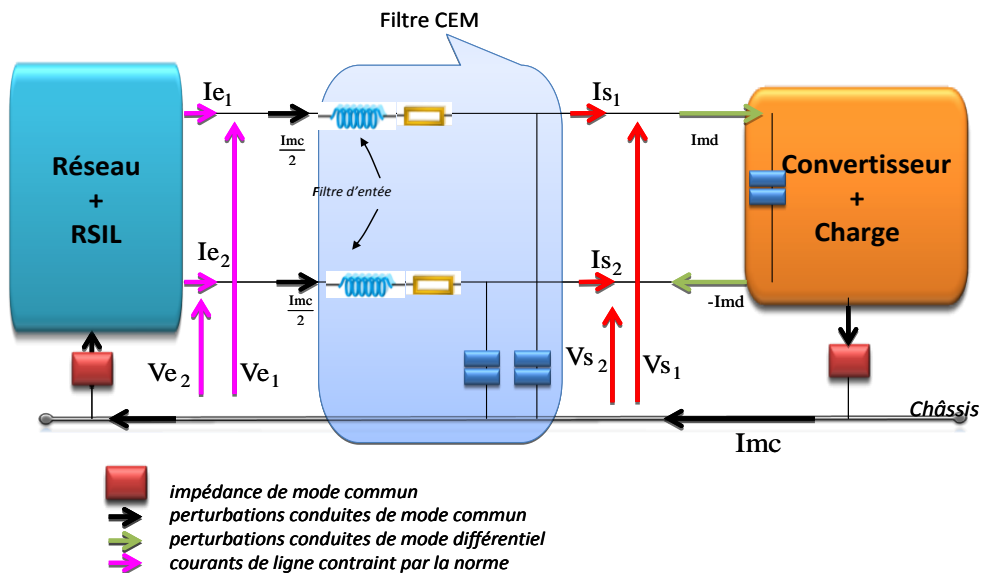 Filtre CEM
Ie1
Imc
2
Is1
Imd
Réseau
+
RSIL
Filtre d'entée
Convertisseur
+
Charge
Ie2
Imc
2
Is2
-Imd
Ve2
Ve1
Vs2
Vs1
Châssis
Imc
impédance de mode commun
perturbations conduites de mode commun
perturbations conduites de mode différentiel
courants de ligne contraint par la norme